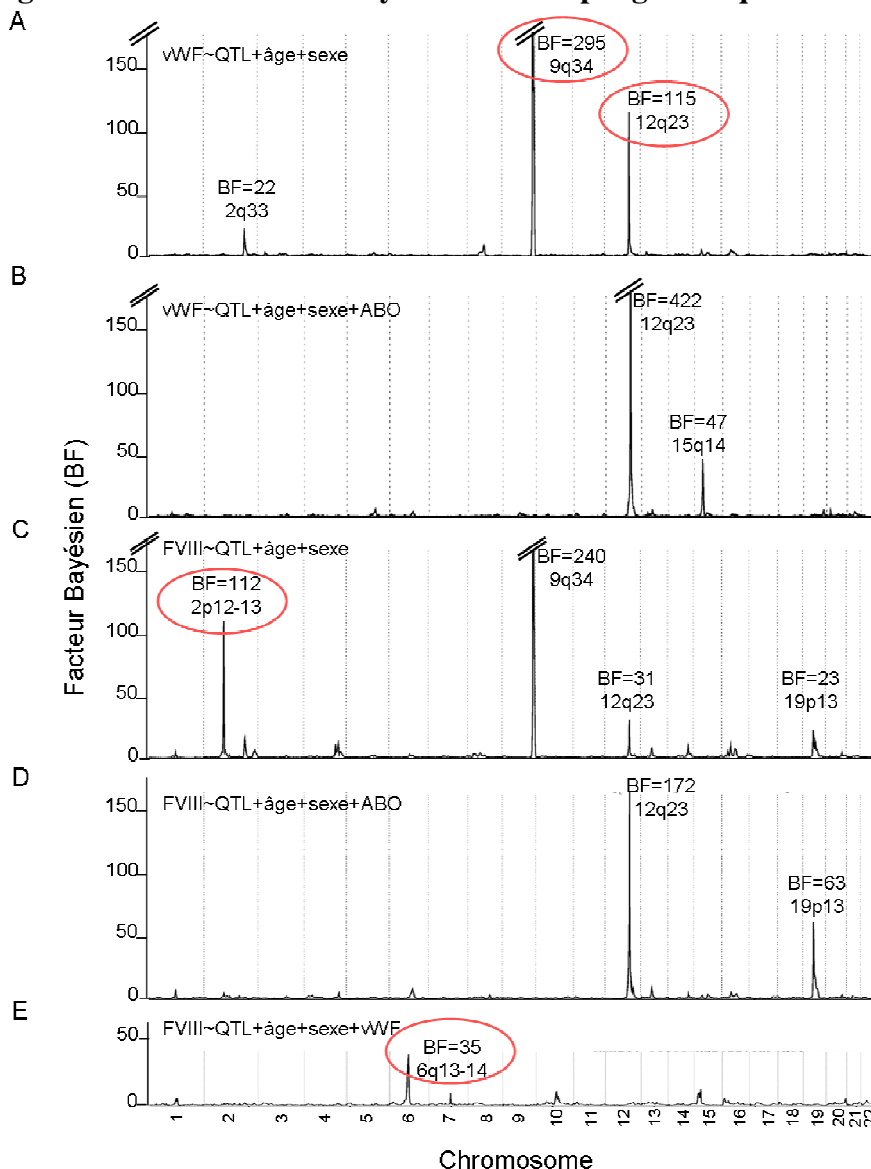 A
vWF~QTL+âge+sexe
BF=295
9q34
BF=115
12q23
BF=22
2q33
150
100
50
0
B
vWF~QTL+âge+sexe+ABO
BF=422
12q23
BF=47
15q14
150
100
50
0
Facteur Bayésien (BF)
C
FVIII~QTL+âge+sexe
BF=112
2p12-13
BF=240
9q34
BF=31
12q23
BF=23
19p13
150
100
50
0
D
FVIII~QTL+âge+sexe+ABO
BF=172
12q23
BF=63
19p13
150
100
50
0
E
FVIII~QTL+âge+sexe+vWF
BF=35
6q13-14
50
0
1 2 3 4 5 6 7 8 9 10 11 12 13 14 15 16 17 18 19 20 21
Chromosome